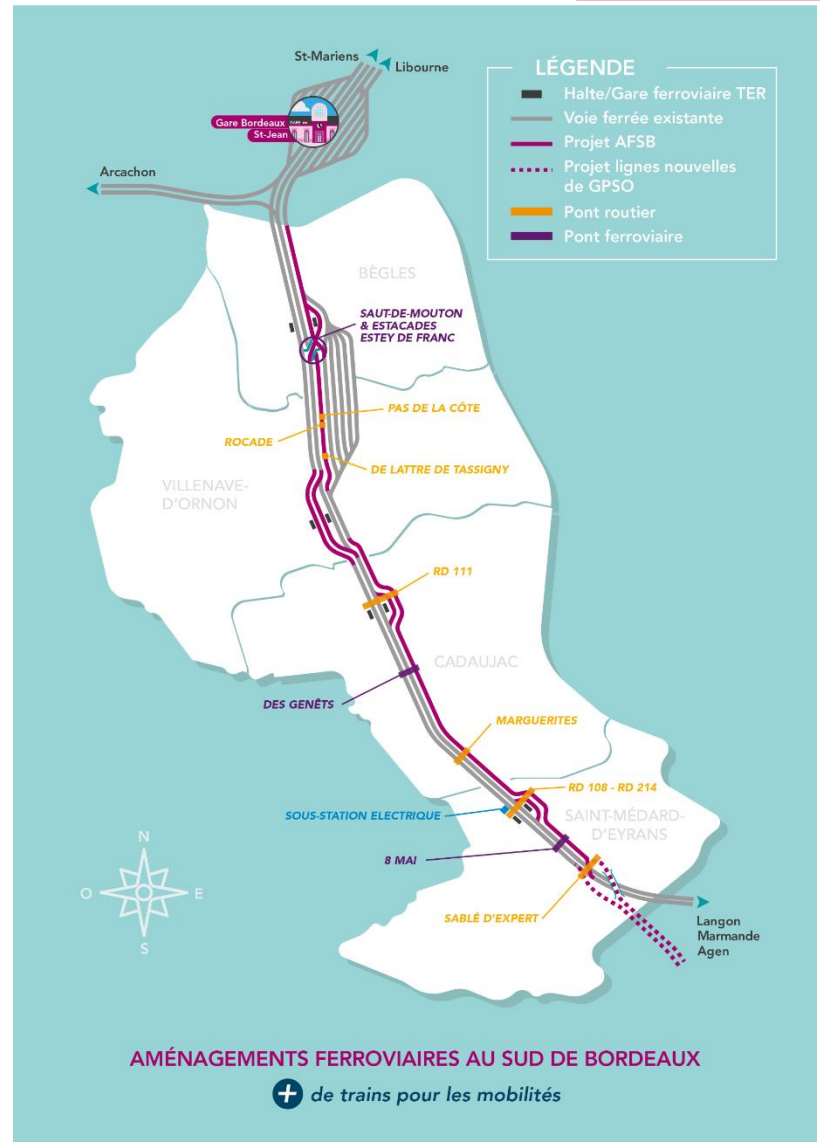 St-Mariens
Libourne
Gare Bordeaux
St-Jean
Arcachon
LÉGENDE
Halte/Gare ferroviaire TER
Voie ferrée existante
Projet AFSB
Projet lignes nouvelles
de GPSO
Pont routier
Pont ferroviaire
BÈGLES
SAUT-DE-MOUTON
& ESTACADES
ESTEY DE FRANC
PAS DE LA CÔTE
ROCADE
DE LATTRE DE TASSIGNY
VILLENAVE-
D'ORNON
RD 111
CADAUJAC
DES GENÊTS
MARGUERITES
RD 108 - RD 214
SOUS-STATION ELECTRIQUE
SAINT-MÉDARD-
D'EYRANS
8 MAI
SABLÉ D'EXPERT
Langon
Marmande
Agen
N
O
E
S
AMÉNAGEMENTS FERROVIAIRES AU SUD DE BORDEAUX
+ de trains pour les mobilités